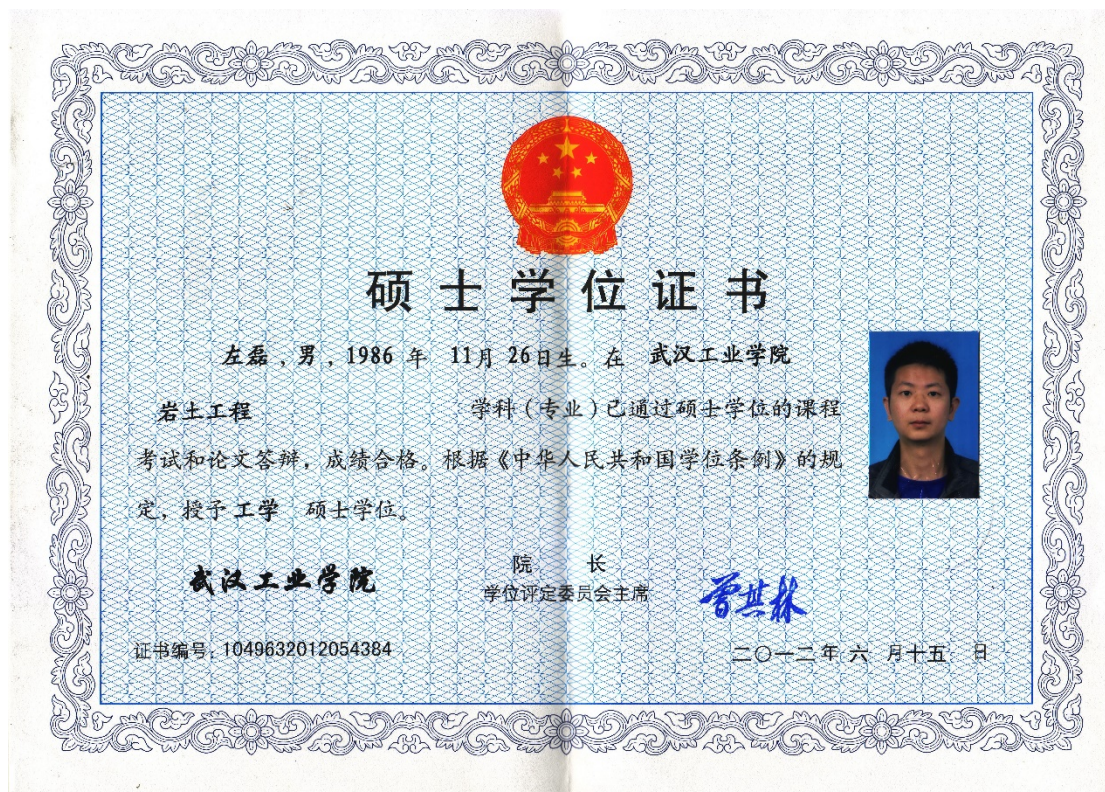 硕士学位证书
左磊，男，1986 年 11月 26日生。在 武汉工业学院
岩土工程 学科（专业）已通过硕士学位的课程
考试和论文答辩，成绩合格。根据《中华人民共和国学位条例》的规
定，授予 工学 硕士学位。
武汉工业学院
院 长
学位评定委员会主席
曾其林
证书编号：1049632012054384
二〇一二年 六 月十五 日